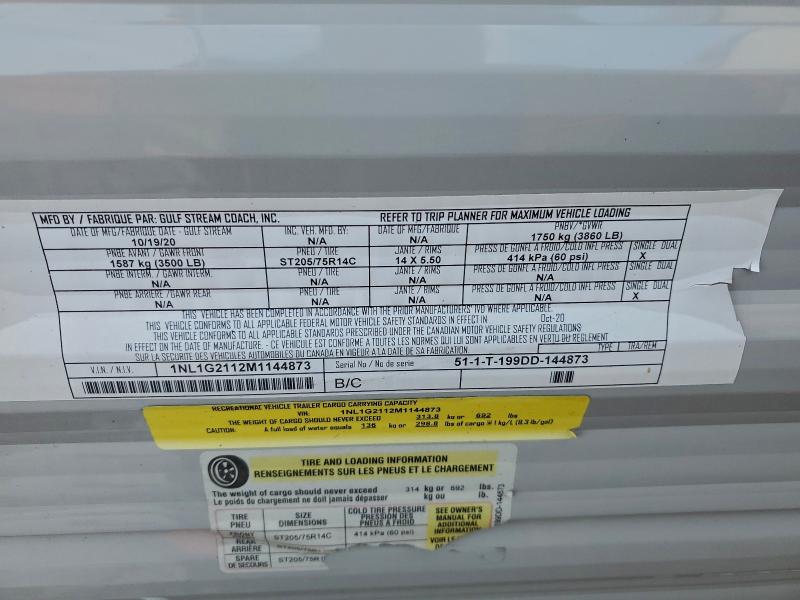 MFD BY / FABRIQUE PAR: GULF STREAM COACH, INC. REFER TO TRIP PLANNER FOR MAXIMUM VEHICLE LOADING
DATE OF MFG/FABRIQUE DATE - GULF STREAM INC. VEH. MFG. BY: DATE OF MFG/FABRIQUE PNBV/*GVWR
10/19/20 N/A N/A 1750 kg (3860 LB)
PNBE AVANT / GAWR FRONT PNEU / TIRE JANTE / RIMS PRESS DE GONFL A FROID/COLD INFL PRESS SINGLE DUAL
1587 kg (3500 LB) ST205/75R14C 14 X 5.50 414 kPa (60 psi) X
PNBE INTERM. / GAWR INTERM. PNEU / TIRE JANTE / RIMS PRESS DE GONFL A FROID/COLD INFL PRESS SINGLE DUAL
N/A N/A N/A N/A X
PNBE ARRIERE / GAWR REAR PNEU / TIRE JANTE / RIMS PRESS DE GONFL A FROID/COLD INFL PRESS SINGLE DUAL
N/A N/A N/A N/A X
THIS VEHICLE HAS BEEN COMPLETED IN ACCORDANCE WITH THE PRIOR MANUFACTURERS' IVD WHERE APPLICABLE.
THIS VEHICLE CONFORMS TO ALL APPLICABLE FEDERAL MOTOR VEHICLE SAFETY STANDARDS IN EFFECT IN Oct-20
THIS VEHICLE CONFORMS TO ALL APPLICABLE STANDARDS PRESCRIBED UNDER THE CANADIAN MOTOR VEHICLE SAFETY REGULATIONS
IN EFFECT ON THE DATE OF MANUFACTURE. - CE VEHICULE EST CONFORME A TOUTES LES NORMES QUI LUI SONT APPLICABLES EN VERTU DU REGLEMENT
SUR LA SECURITE DES VEHICULES AUTOMOBILES DU CANADA EN VIGUEUR A LA DATE DE SA FABRICATION. TYPE TRA/REM
V.I.N. / N.I.V. 1NL1G2112M1144873 Serial No / No de serie 51-1-T-199DD-144873
B/C
RECREATIONAL VEHICLE TRAILER CARGO CARRYING CAPACITY
VIN: 1NL1G2112M1144873
THE WEIGHT OF CARGO SHOULD NEVER EXCEED 313.8 kg or 692 lbs
CAUTION: A full load of water equals 136 kg or 298.8 lbs of cargo @ 1 kg/L (8.3 lb/gal)
TIRE AND LOADING INFORMATION
RENSEIGNEMENTS SUR LES PNEUS ET LE CHARGEMENT
The weight of cargo should never exceed 314 kg or 692 lbs.
Le poids du chargement ne doit jamais dépasser kg ou lb.
TIRE SIZE COLD TIRE PRESSURE SEE OWNER'S
PNEU DIMENSIONS PRESSION DES PNEUS A FROID MANUAL FOR
ADDITIONAL
INFORMATION
ST205/75R14C 414 kPa (60 psi) VOIR LE
REAR
ARRIÈRE
SPARE ST205/75R
DE SECOURS
99DD-144873